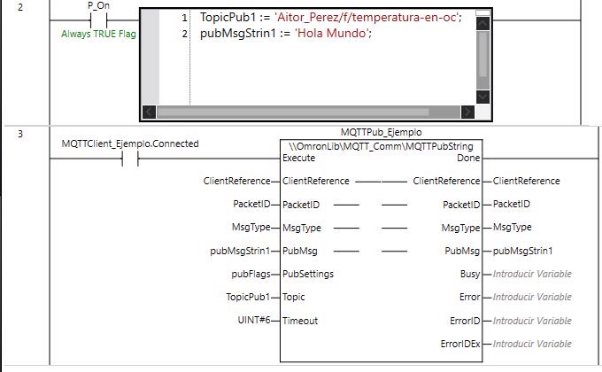 2
P_On
Always TRUE Flag
1 TopicPub1 := 'Aitor_Perez/f/temperatura-en-oc';
2 pubMsgStrin1 := 'Hola Mundo';
3
MQTTClient_Ejemplo.Connected
MQTTPub_Ejemplo
\\OmronLib\MQTT_Comm\MQTTPubString
Execute Done
ClientReference ClientReference ClientReference ClientReference
PacketID PacketID PacketID PacketID
MsgType MsgType MsgType MsgType
pubMsgStrin1 PubMsg PubMsg pubMsgStrin1
pubFlags PubSettings Busy Introducir Variable
TopicPub1 Topic Error Introducir Variable
UINT#6 Timeout ErrorID Introducir Variable
ErrorIDEx Introducir Variable